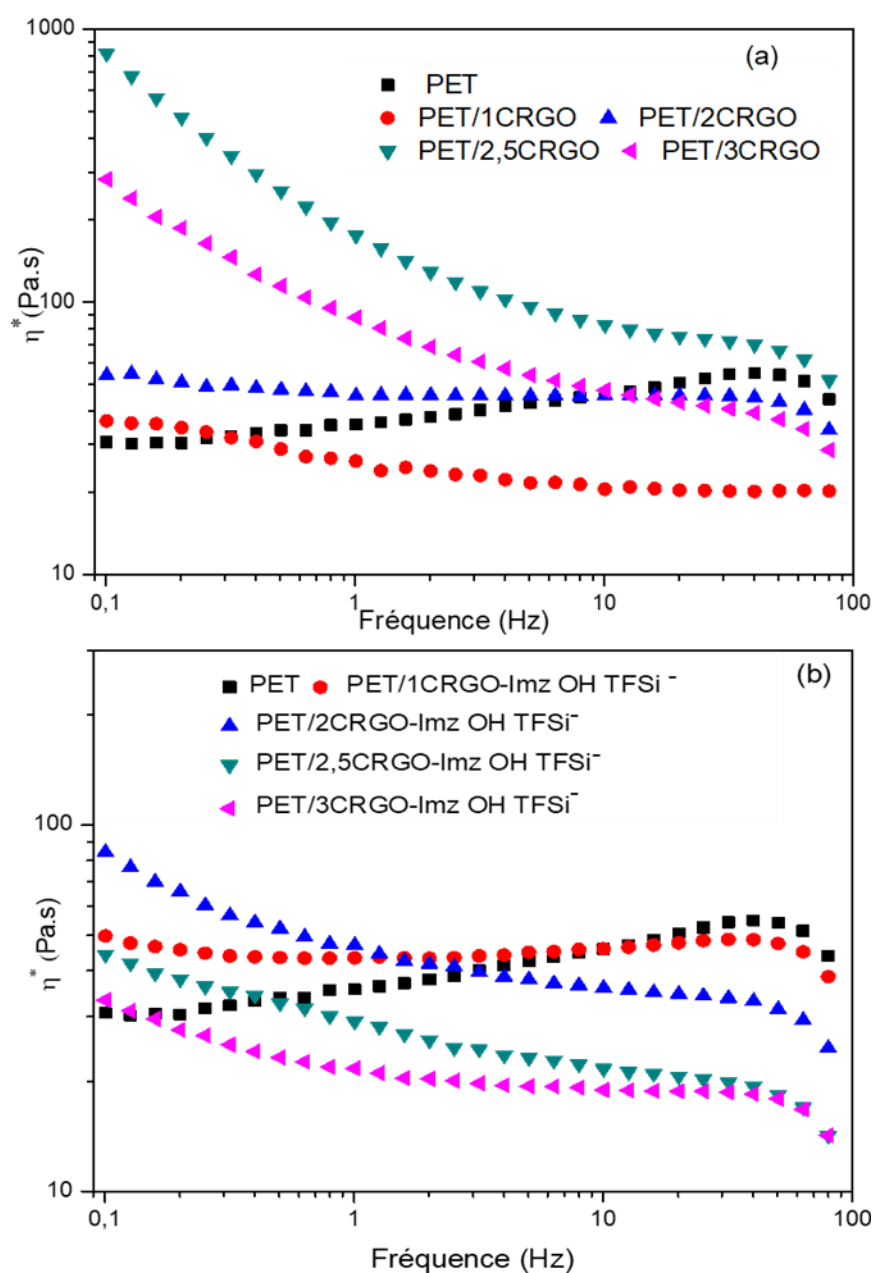 (a)
1000
PET
PET/1CRGO PET/2CRGO
PET/2,5CRGO PET/3CRGO
η* (Pa.s)
100
10
0,1 1 10 100
Fréquence (Hz)
(b)
PET PET/1CRGO-Imz OH TFSi⁻
PET/2CRGO-Imz OH TFSi⁻
PET/2,5CRGO-Imz OH TFSi⁻
PET/3CRGO-Imz OH TFSi⁻
100
η* (Pa.s)
10
0,1 1 10 100
Fréquence (Hz)